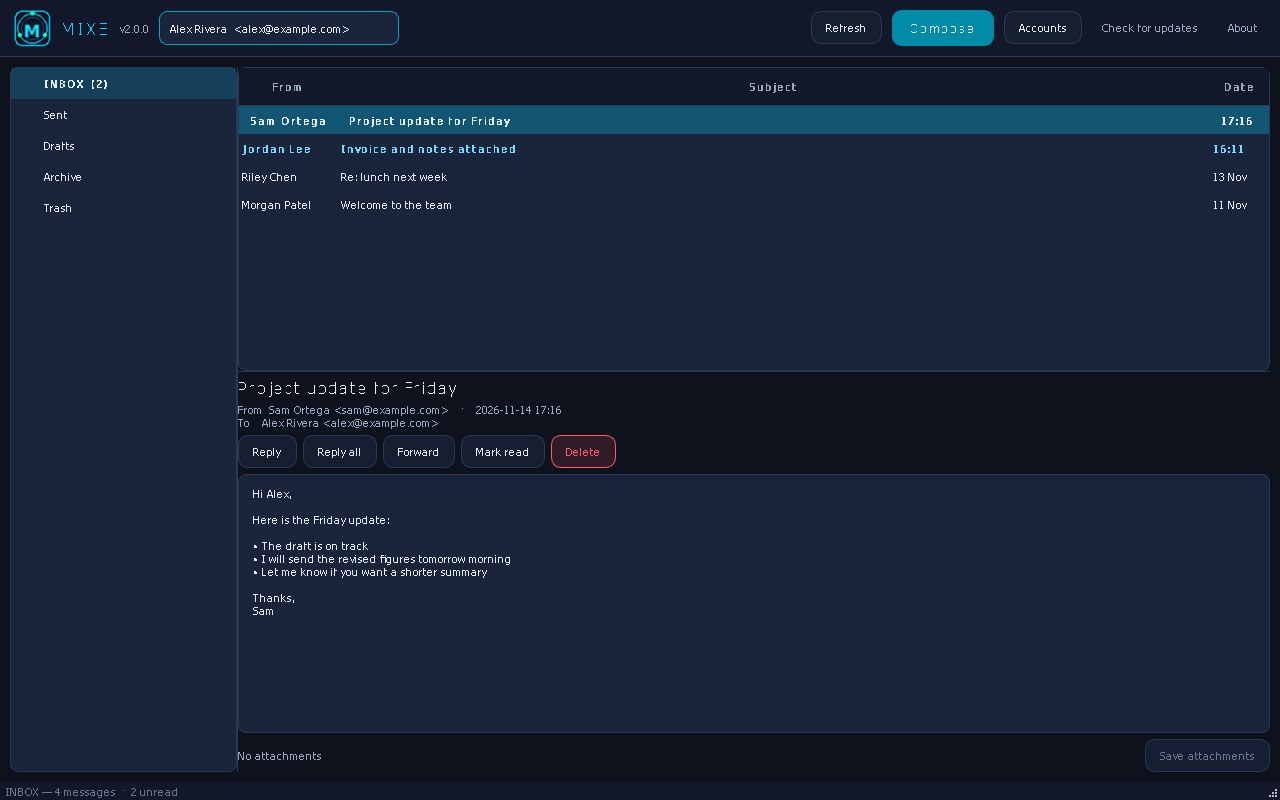 M MIXE v2.0.0 Alex Rivera <alex@example.com> Refresh Compose Accounts Check for updates About
INBOX (2)
Sent
Drafts
Archive
Trash
From Subject Date
Sam Ortega Project update for Friday 17:16
Jordan Lee Invoice and notes attached 16:11
Riley Chen Re: lunch next week 13 Nov
Morgan Patel Welcome to the team 11 Nov
Project update for Friday
From Sam Ortega <sam@example.com> · 2026-11-14 17:16
To Alex Rivera <alex@example.com>
Reply Reply all Forward Mark read Delete
Hi Alex,
Here is the Friday update:
• The draft is on track
• I will send the revised figures tomorrow morning
• Let me know if you want a shorter summary
Thanks,
Sam
No attachments Save attachments
INBOX — 4 messages · 2 unread